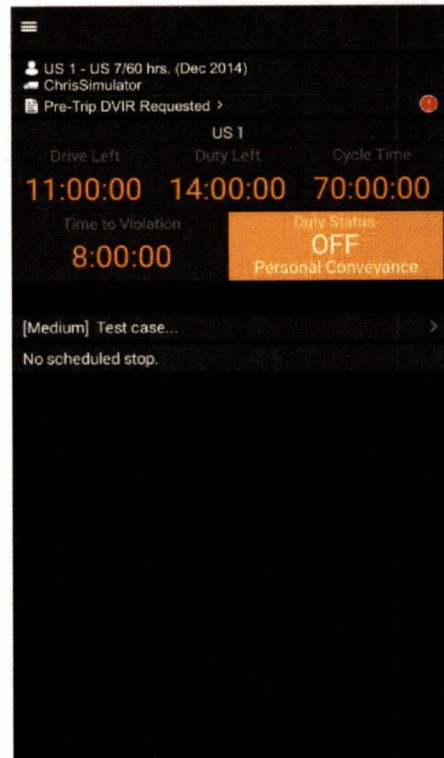 US 1 - US 7/60 hrs. (Dec 2014)
ChrisSimulator
Pre-Trip DVIR Requested >
US 1
Drive Left Duty Left Cycle Time
11:00:00 14:00:00 70:00:00
Time to Violation Duty Status
8:00:00 OFF
Personal Conveyance
[Medium] Test case... >
No scheduled stop.